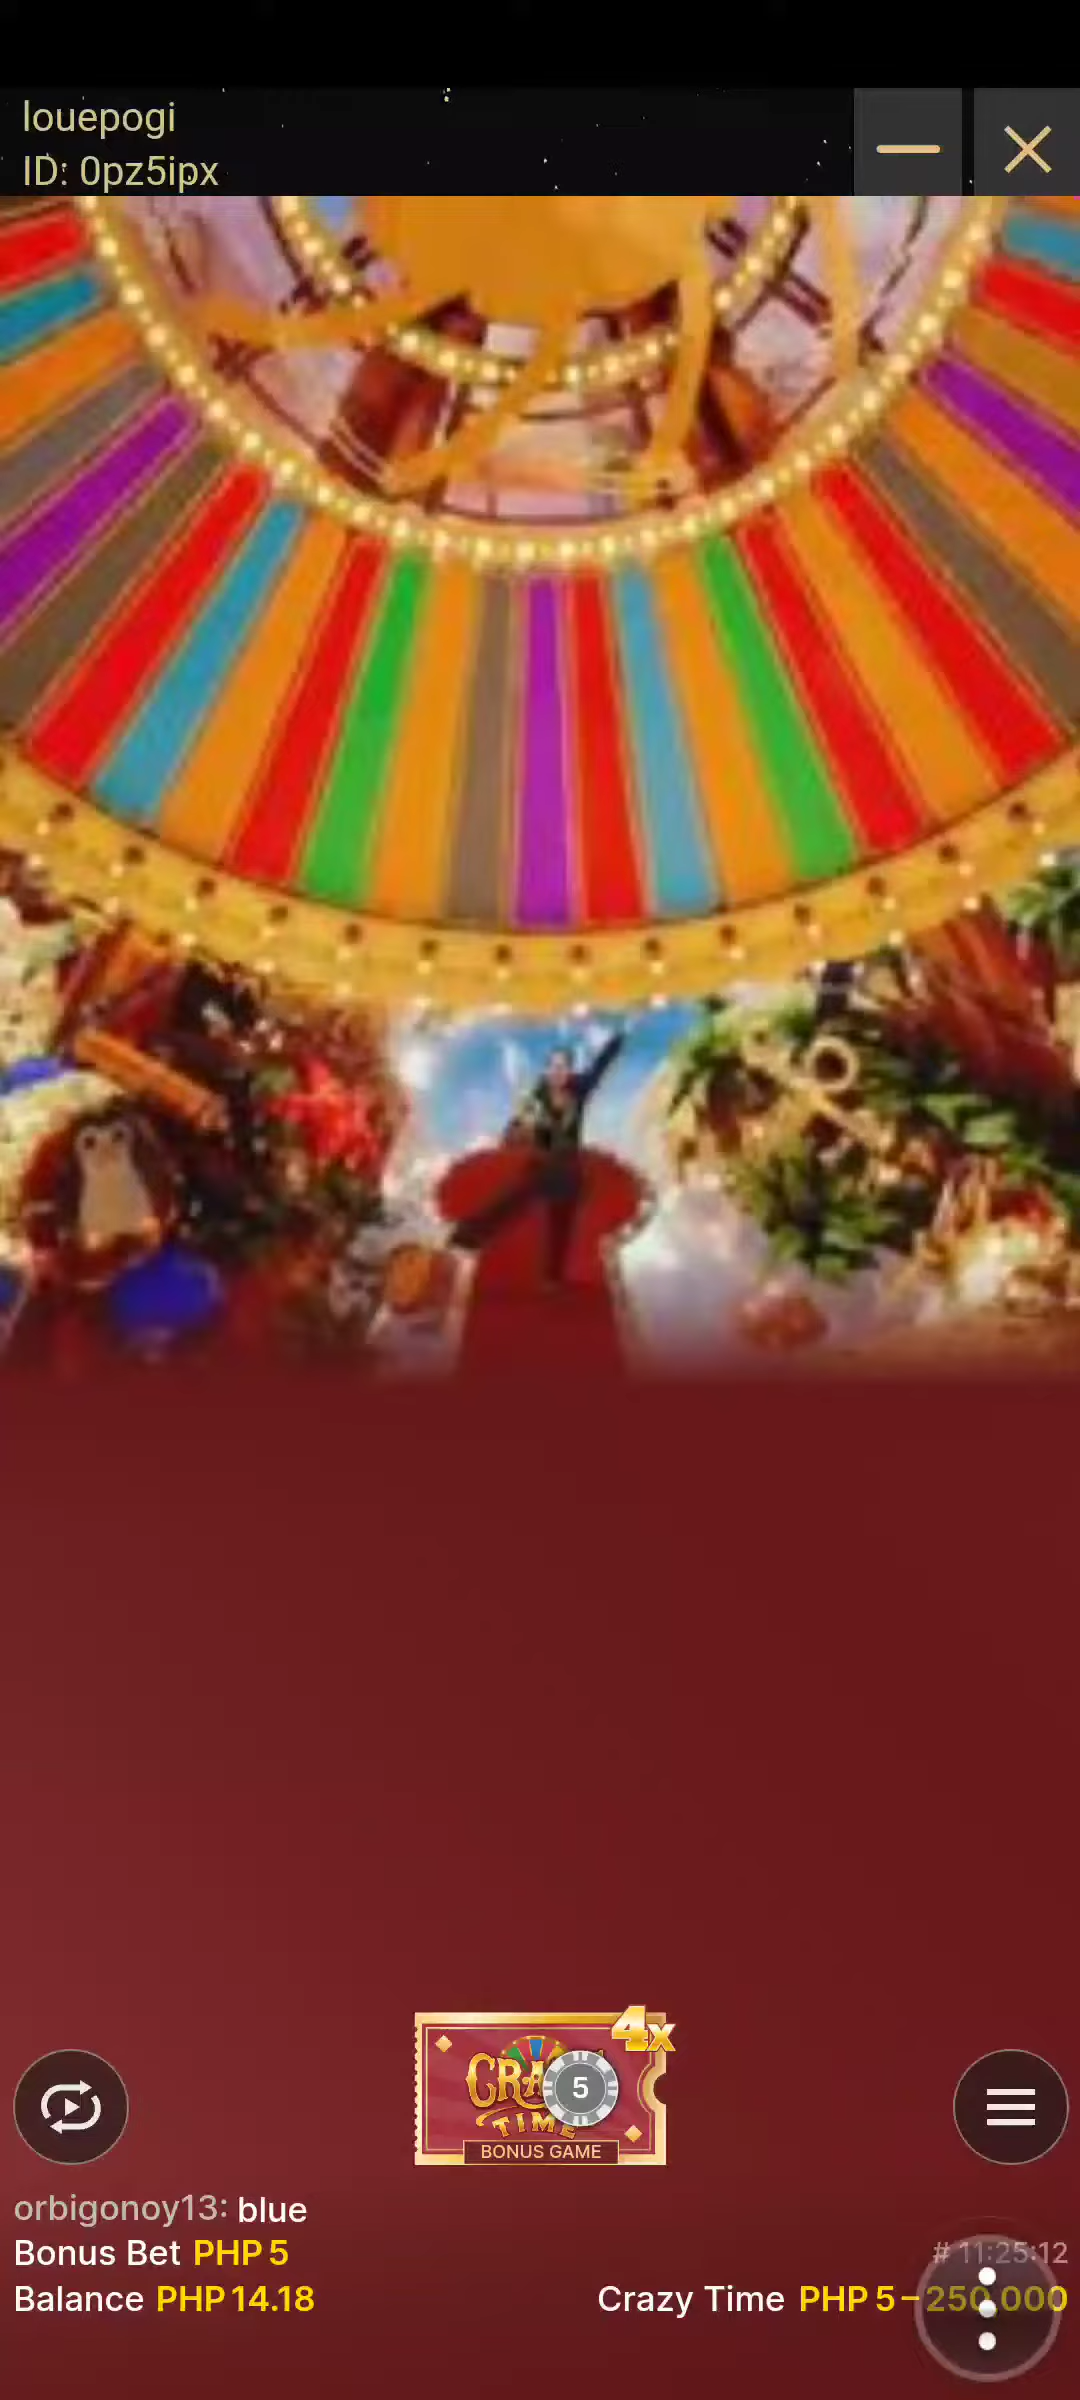 louepogi
ID: 0pz5ipx
4x
CRA
5
TIME
BONUS GAME
orbigonoy13: blue
Bonus Bet PHP 5
# 11:25:12
Balance PHP 14.18
Crazy Time PHP 5–250,000